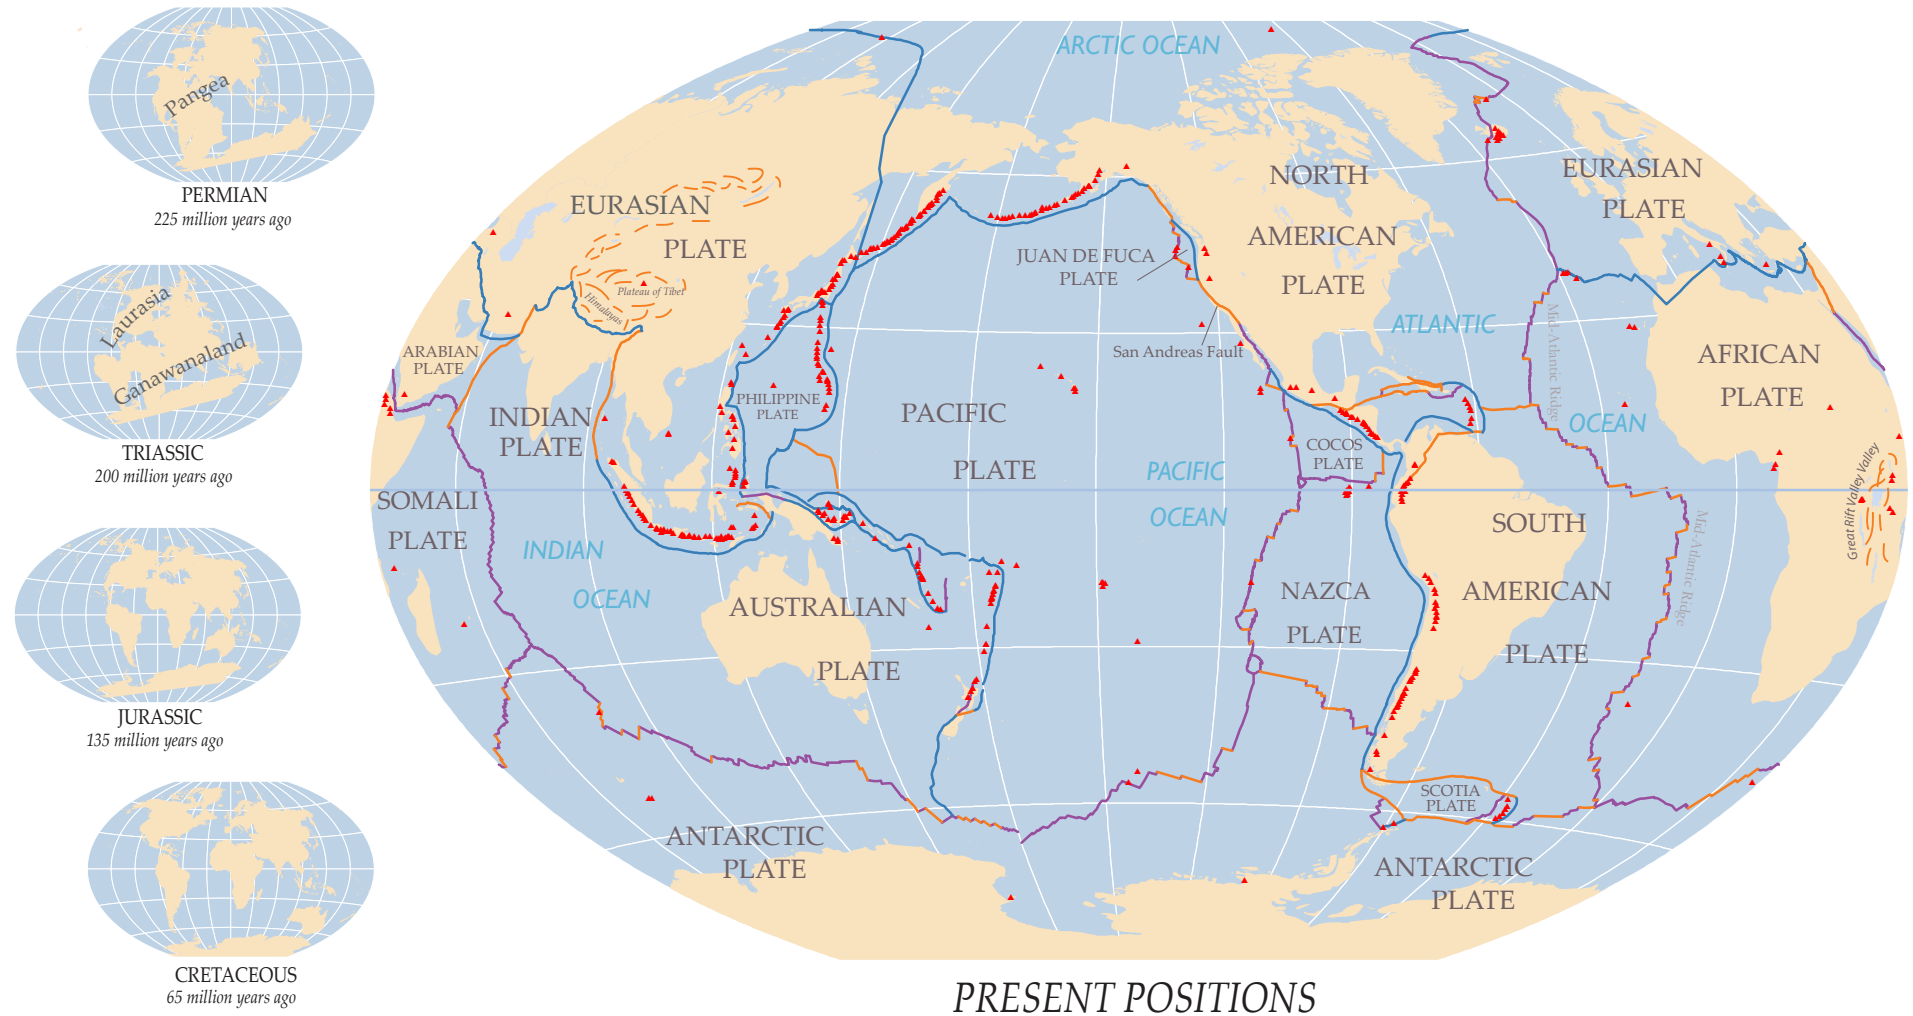 Pangea
PERMIAN
225 million years ago
Laurasia
Ganawanaland
TRIASSIC
200 million years ago
JURASSIC
135 million years ago
CRETACEOUS
65 million years ago
ARCTIC OCEAN
EURASIAN
PLATE
Himalayas
Plateau of Tibet
ARABIAN
PLATE
INDIAN
PLATE
SOMALI
PLATE
INDIAN
OCEAN
PHILIPPINE
PLATE
AUSTRALIAN
PLATE
ANTARCTIC
PLATE
PACIFIC
PLATE
PACIFIC
OCEAN
JUAN DE FUCA
PLATE
San Andreas Fault
NORTH
AMERICAN
PLATE
COCOS
PLATE
NAZCA
PLATE
SOUTH
AMERICAN
PLATE
SCOTIA
PLATE
ANTARCTIC
PLATE
ATLANTIC
OCEAN
Mid-Atlantic Ridge
Mid-Atlantic Ridge
EURASIAN
PLATE
AFRICAN
PLATE
Great Rift Valley Valley
PRESENT POSITIONS